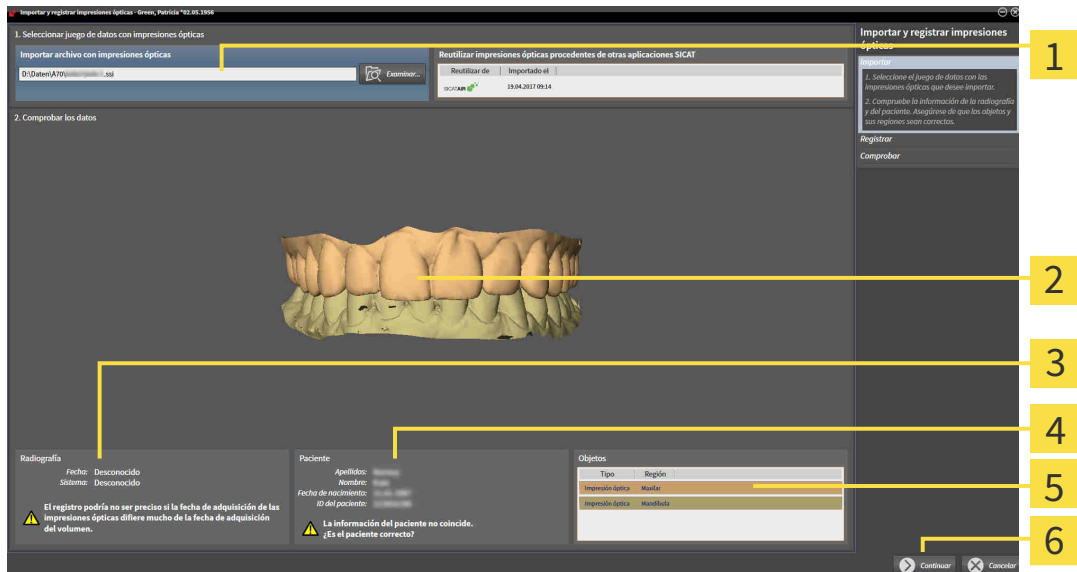 Importar y registrar impresiones ópticas - Green, Patricia *02.05.1956
1. Seleccionar juego de datos con impresiones ópticas
Importar archivo con impresiones ópticas
D:\Daten\A70\ .ssi
Examinar...
Reutilizar impresiones ópticas procedentes de otras aplicaciones SICAT
Reutilizar de Importado el
SICAT AIR 19.04.2017 09:14
2. Comprobar los datos
Radiografía
Fecha: Desconocido
Sistema: Desconocido
El registro podría no ser preciso si la fecha de adquisición de las
impresiones ópticas difiere mucho de la fecha de adquisición
del volumen.
Paciente
Apellidos:
Nombre:
Fecha de nacimiento:
ID del paciente:
La información del paciente no coincide.
¿Es el paciente correcto?
Objetos
Tipo Región
Impresión óptica Maxilar
Impresión óptica Mandíbula
Importar y registrar impresiones
ópticas
Importar
1. Seleccione el juego de datos con las
impresiones ópticas que desee importar.
2. Compruebe la información de la radiografía
y del paciente. Asegúrese de que los objetos y
sus regiones sean correctos.
Registrar
Comprobar
Continuar
Cancelar
1
2
3
4
5
6